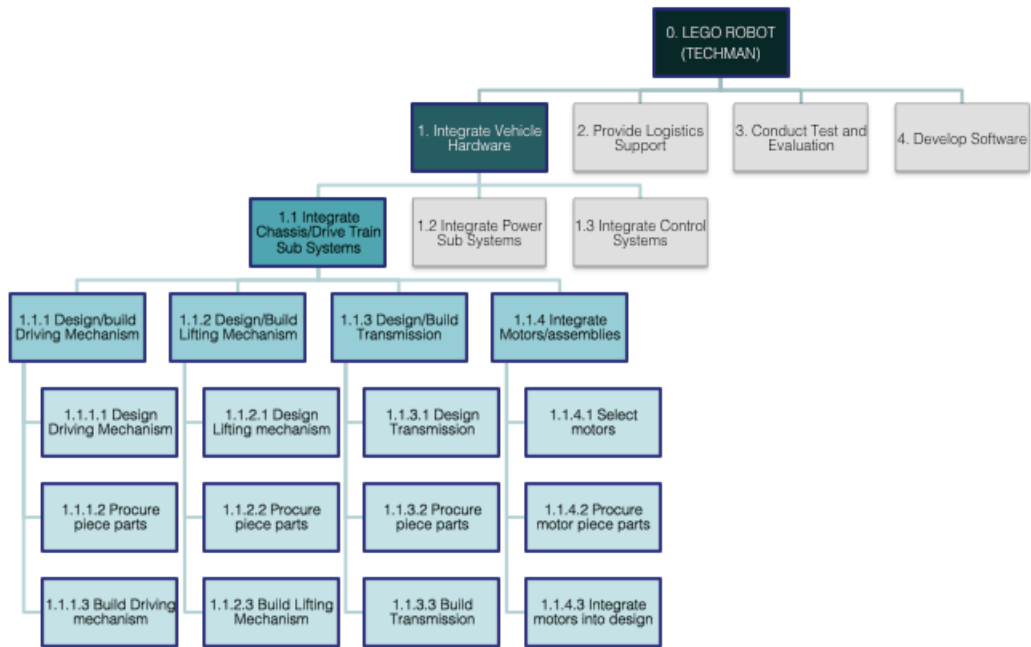 0. LEGO ROBOT
(TECHMAN)
1. Integrate Vehicle
Hardware
2. Provide Logistics
Support
3. Conduct Test and
Evaluation
4. Develop Software
1.1 Integrate
Chassis/Drive Train
Sub Systems
1.2 Integrate Power
Sub Systems
1.3 Integrate Control
Systems
1.1.1 Design/build
Driving Mechanism
1.1.2 Design/Build
Lifting Mechanism
1.1.3 Design/Build
Transmission
1.1.4 Integrate
Motors/assemblies
1.1.1.1 Design
Driving Mechanism
1.1.2.1 Design
Lifting mechanism
1.1.3.1 Design
Transmission
1.1.4.1 Select
motors
1.1.1.2 Procure
piece parts
1.1.2.2 Procure
piece parts
1.1.3.2 Procure
piece parts
1.1.4.2 Procure
motor piece parts
1.1.1.3 Build Driving
mechanism
1.1.2.3 Build Lifting
Mechanism
1.1.3.3 Build
Transmission
1.1.4.3 Integrate
motors into design